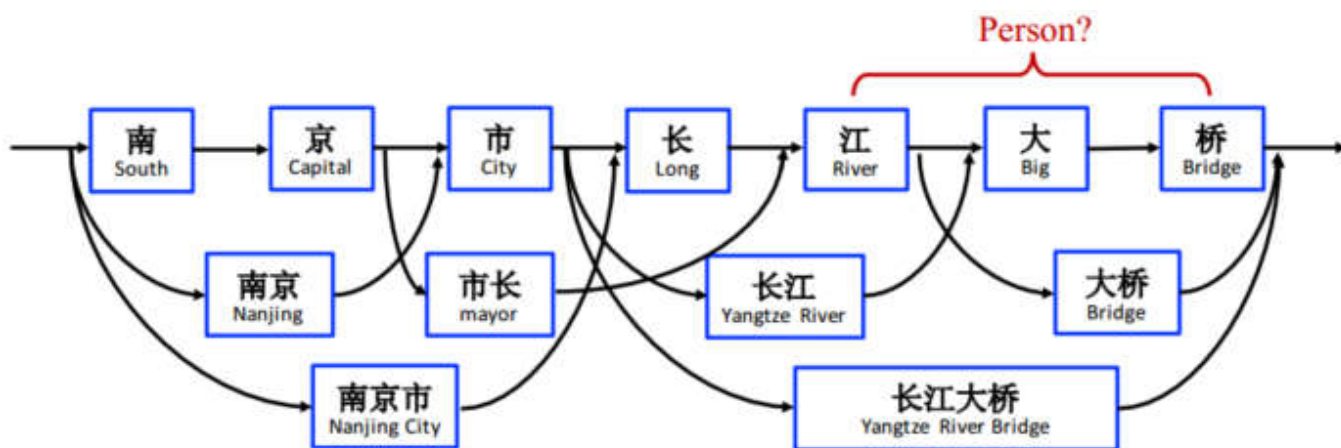 Person?
南 京 市 长 江 大 桥
South Capital City Long River Big Bridge
南京 市长 长江 大桥
Nanjing mayor Yangtze River Bridge
南京市 长江大桥
Nanjing City Yangtze River Bridge